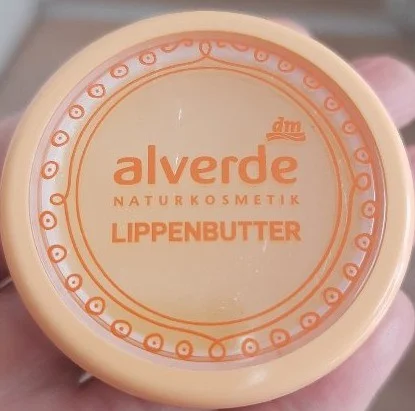 dm
alverde
NATURKOSMETIK
LIPPENBUTTER